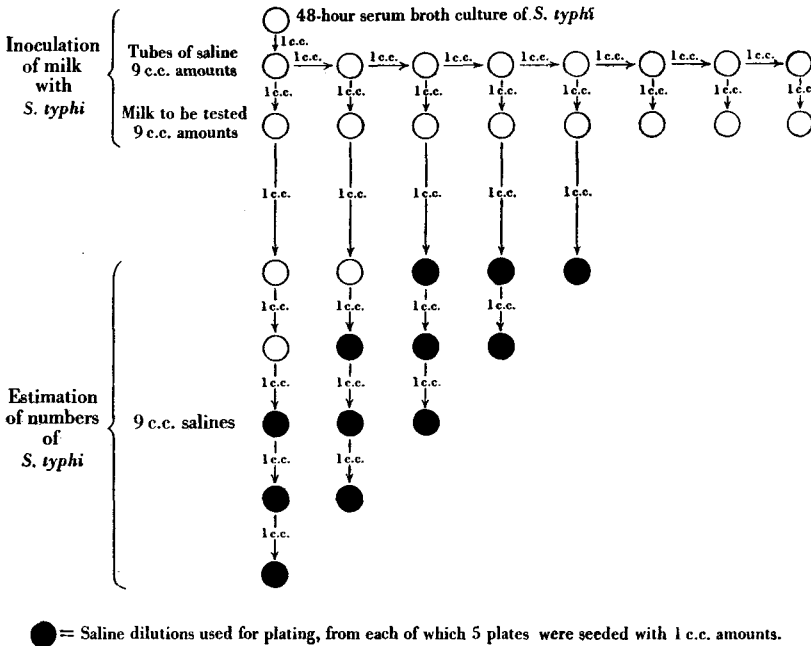 48-hour serum broth culture of S. typhi
1 c.c.
Inoculation
of milk
with
S. typhi
Tubes of saline
9 c.c. amounts
1 c.c. 1 c.c. 1 c.c. 1 c.c. 1 c.c. 1 c.c. 1 c.c.
1 c.c. 1 c.c. 1 c.c. 1 c.c. 1 c.c. 1 c.c. 1 c.c. 1 c.c.
Milk to be tested
9 c.c. amounts
1 c.c. 1 c.c. 1 c.c. 1 c.c. 1 c.c.
1 c.c. 1 c.c. 1 c.c. 1 c.c.
1 c.c. 1 c.c. 1 c.c.
Estimation
of numbers
of
S. typhi
9 c.c. salines
1 c.c. 1 c.c.
1 c.c.
= Saline dilutions used for plating, from each of which 5 plates were seeded with 1 c.c. amounts.